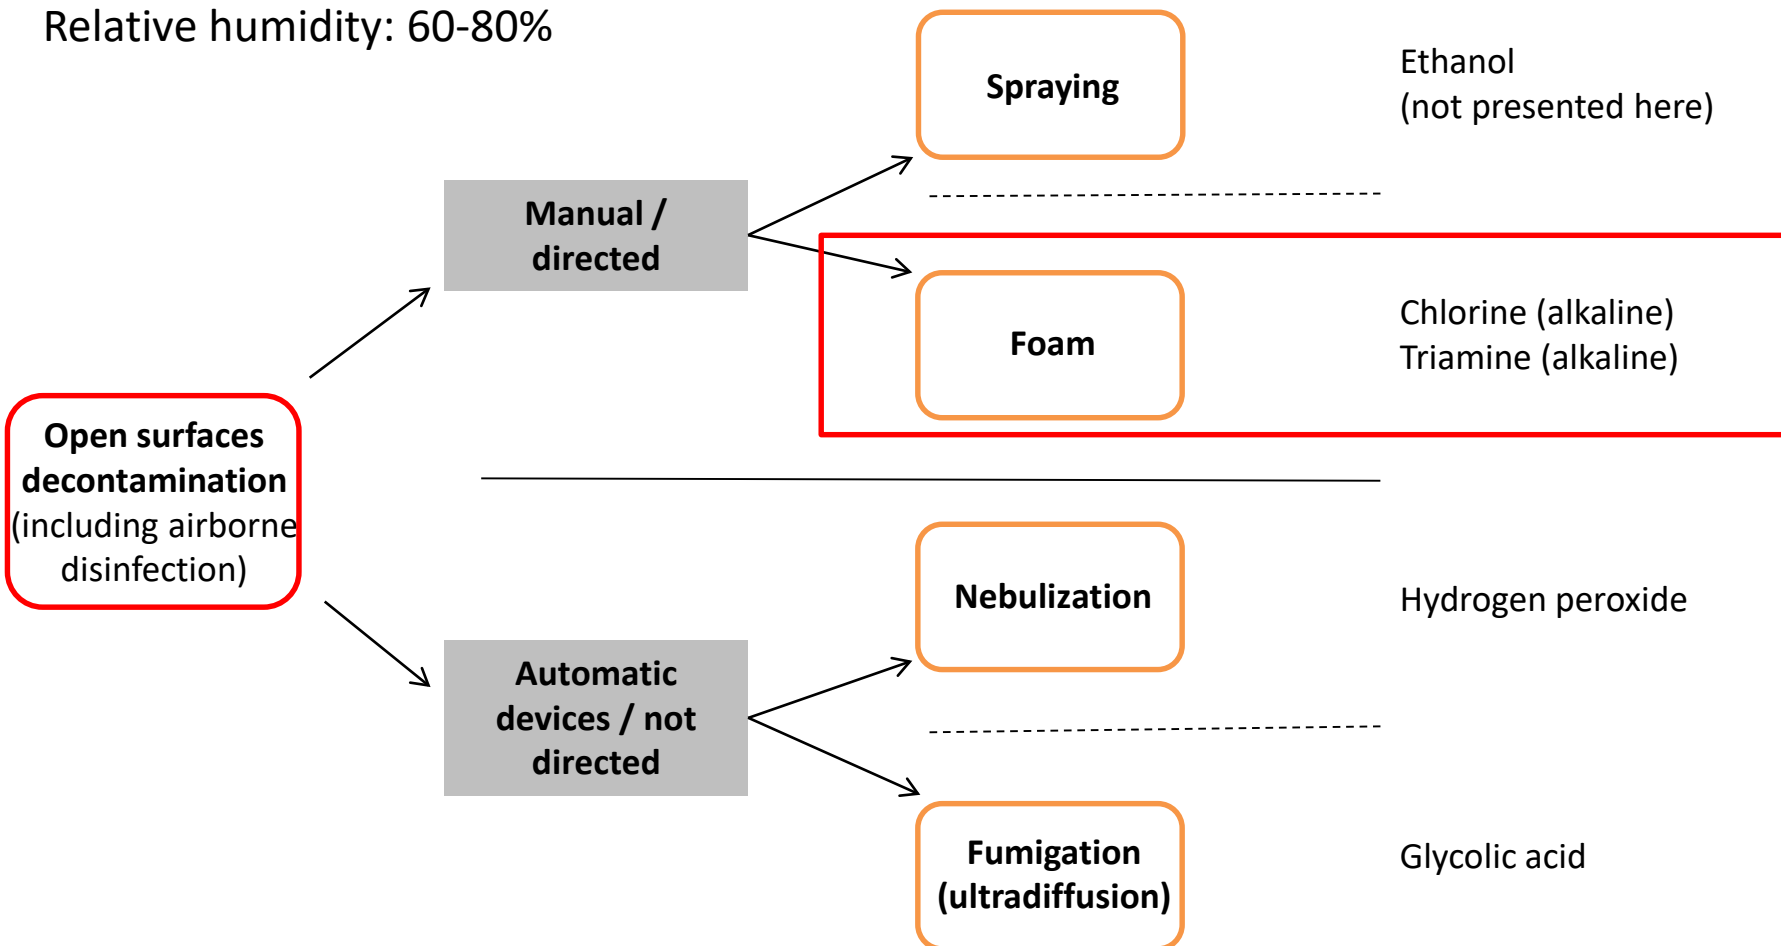 Relative humidity: 60-80%
Spraying
Ethanol
(not presented here)
Manual /
directed
Foam
Chlorine (alkaline)
Triamine (alkaline)
Open surfaces
decontamination
(including airborne
disinfection)
Nebulization
Hydrogen peroxide
Automatic
devices / not
directed
Fumigation
(ultradiffusion)
Glycolic acid